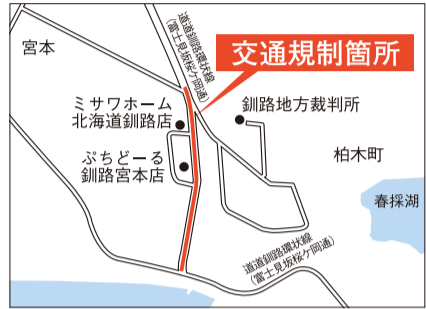 宮本
道道釧路環状線
(富士見坂桜ケ岡通)
交通規制箇所
ミサワホーム
北海道釧路店
釧路地方裁判所
ぷちどーる
釧路宮本店
柏木町
春採湖
道道釧路環状線
(富士見坂桜ケ岡通)